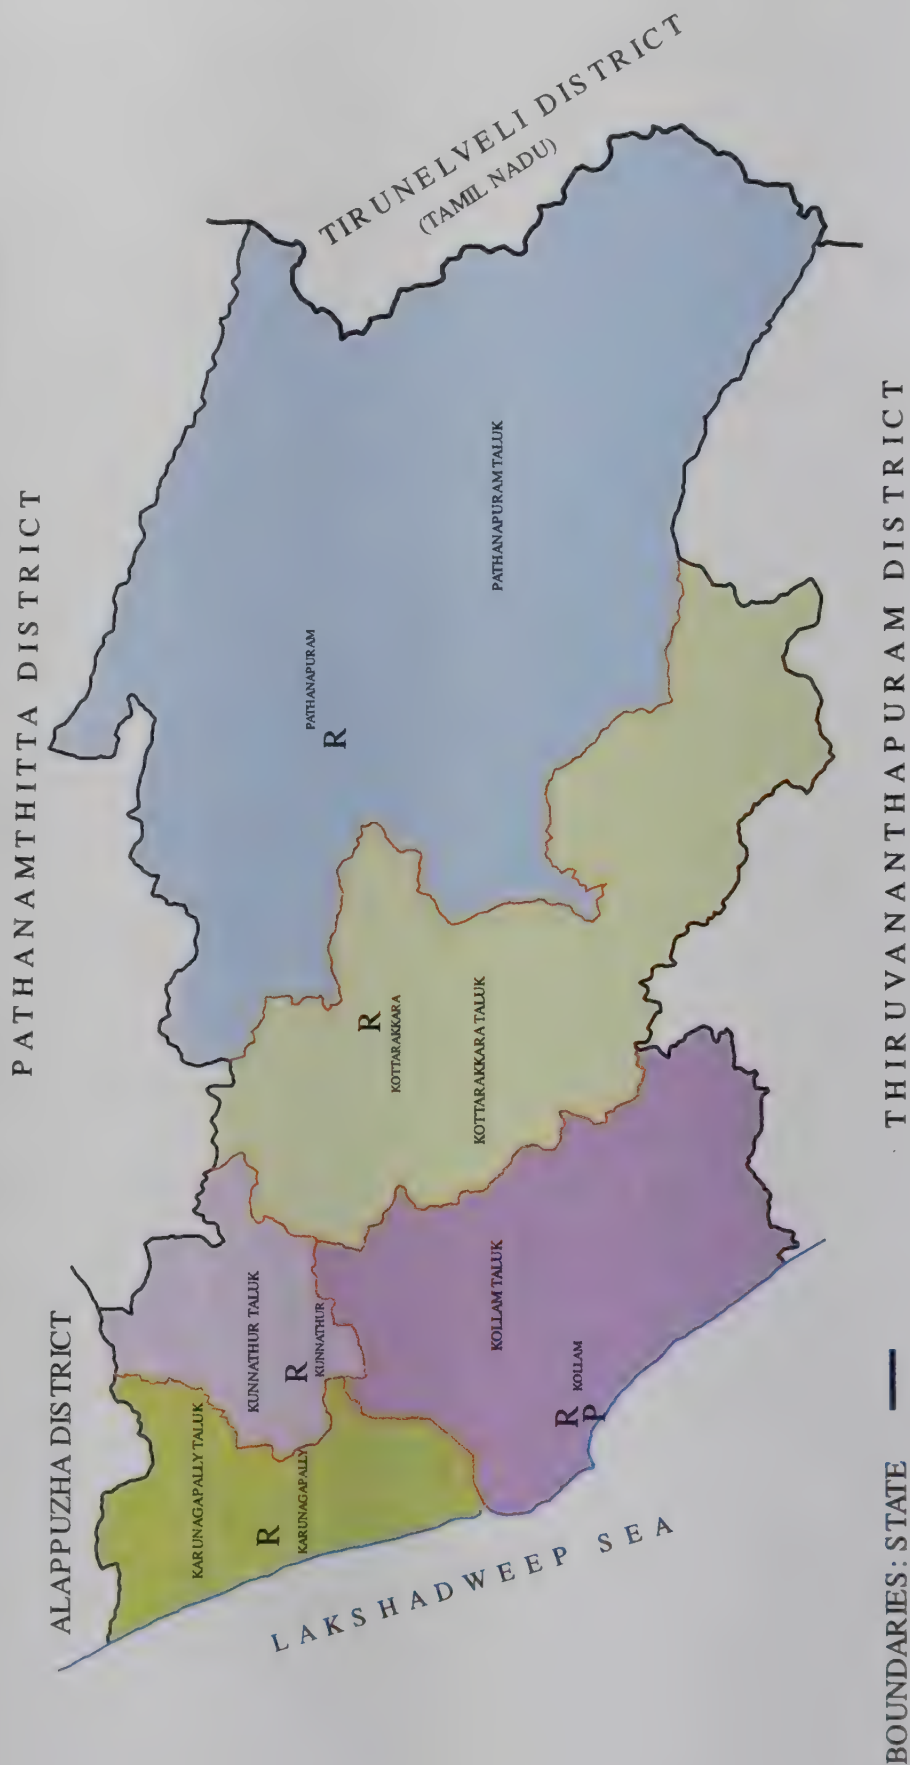 PATHANAMTHITTA DISTRICT
ALAPPUZHA DISTRICT
TIRUNELVELI DISTRICT
(TAMIL NADU)
PATHANAPURAM
R
PATHANAPURAM TALUK
R
KOTTARAKKARA
KOTTARAKKARA TALUK
KUNNATHUR TALUK
R
KUNNATHUR
KARUNAGAPALLY TALUK
R
KARUNAGAPALLY
KOLLAM TALUK
KOLLAM
R
P
LAKSHADWEEP SEA
THIRUVANANTHAPURAM DISTRICT
BOUNDARIES: STATE